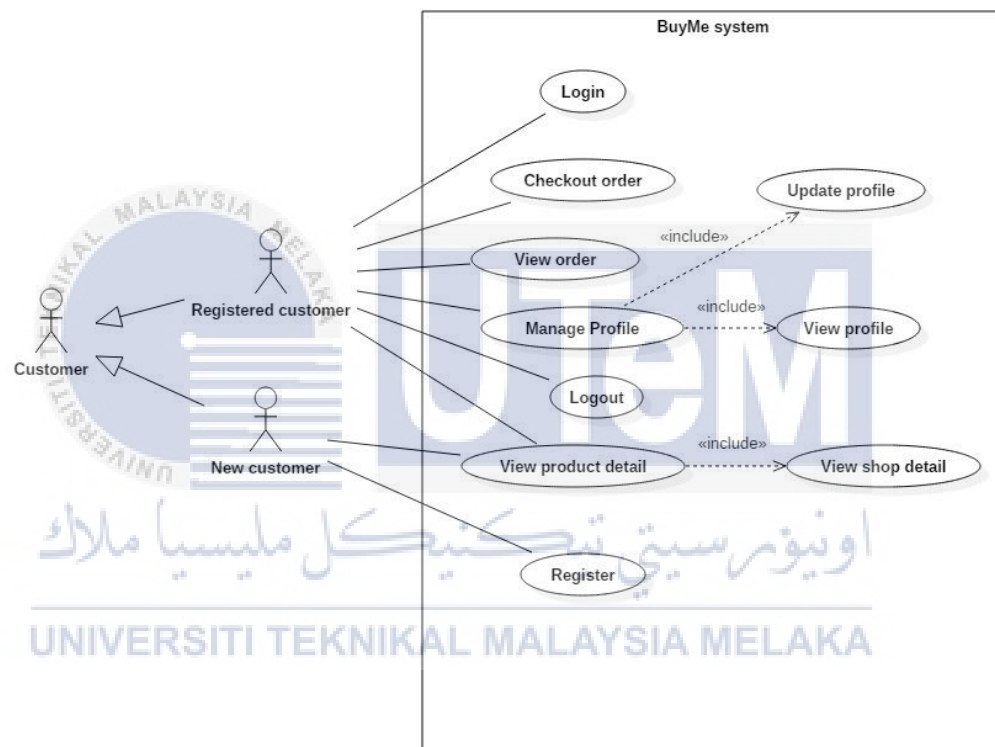 BuyMe system
Login
Checkout order
Update profile
«include»
View order
Registered customer
Manage Profile
«include»
View profile
Customer
Logout
New customer
View product detail
«include»
View shop detail
Register
UNIVERSITI TEKNIKAL MALAYSIA MELAKA
UTeM
اونيۏرسيتي تيكنيكل مليسيا ملاك
UNIVERSITI TEKNIKAL MALAYSIA MELAKA